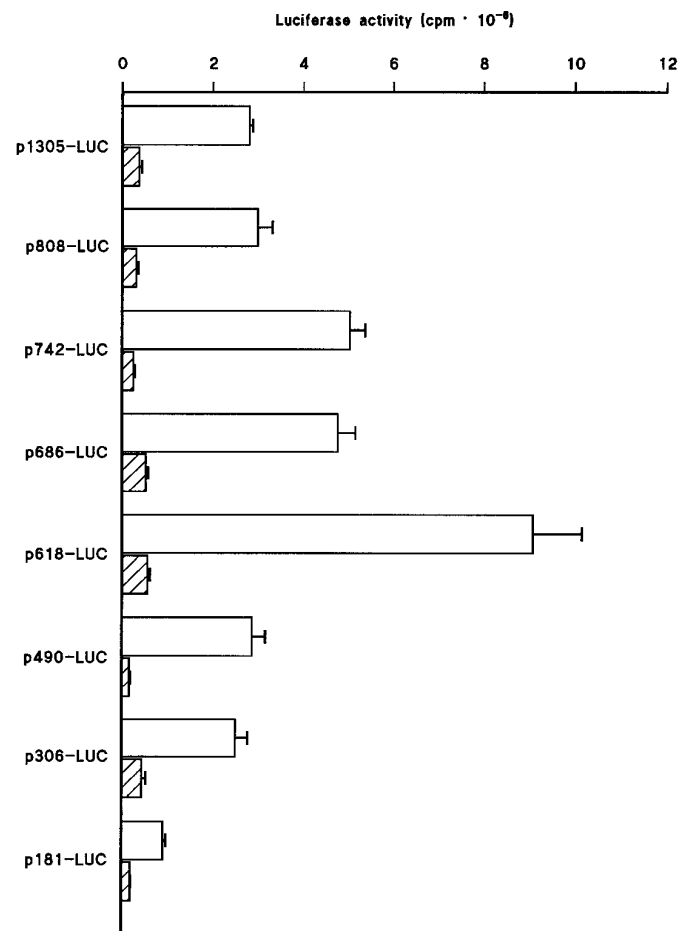 Luciferase activity (cpm · 10⁻⁶)
0 2 4 6 8 10 12
p1305-LUC
p808-LUC
p742-LUC
p686-LUC
p618-LUC
p490-LUC
p306-LUC
p181-LUC